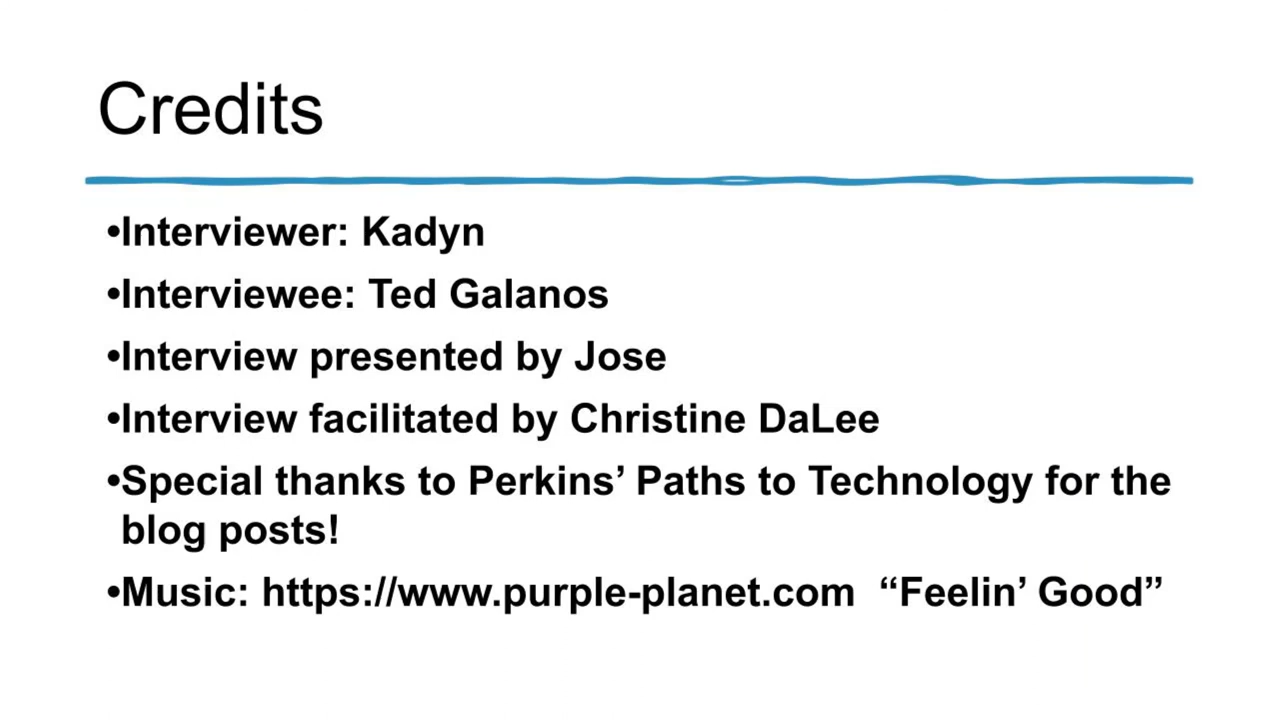 Credits
•Interviewer: Kadyn
•Interviewee: Ted Galanos
•Interview presented by Jose
•Interview facilitated by Christine DaLee
•Special thanks to Perkins’ Paths to Technology for the
blog posts!
•Music: https://www.purple-planet.com  “Feelin’ Good”